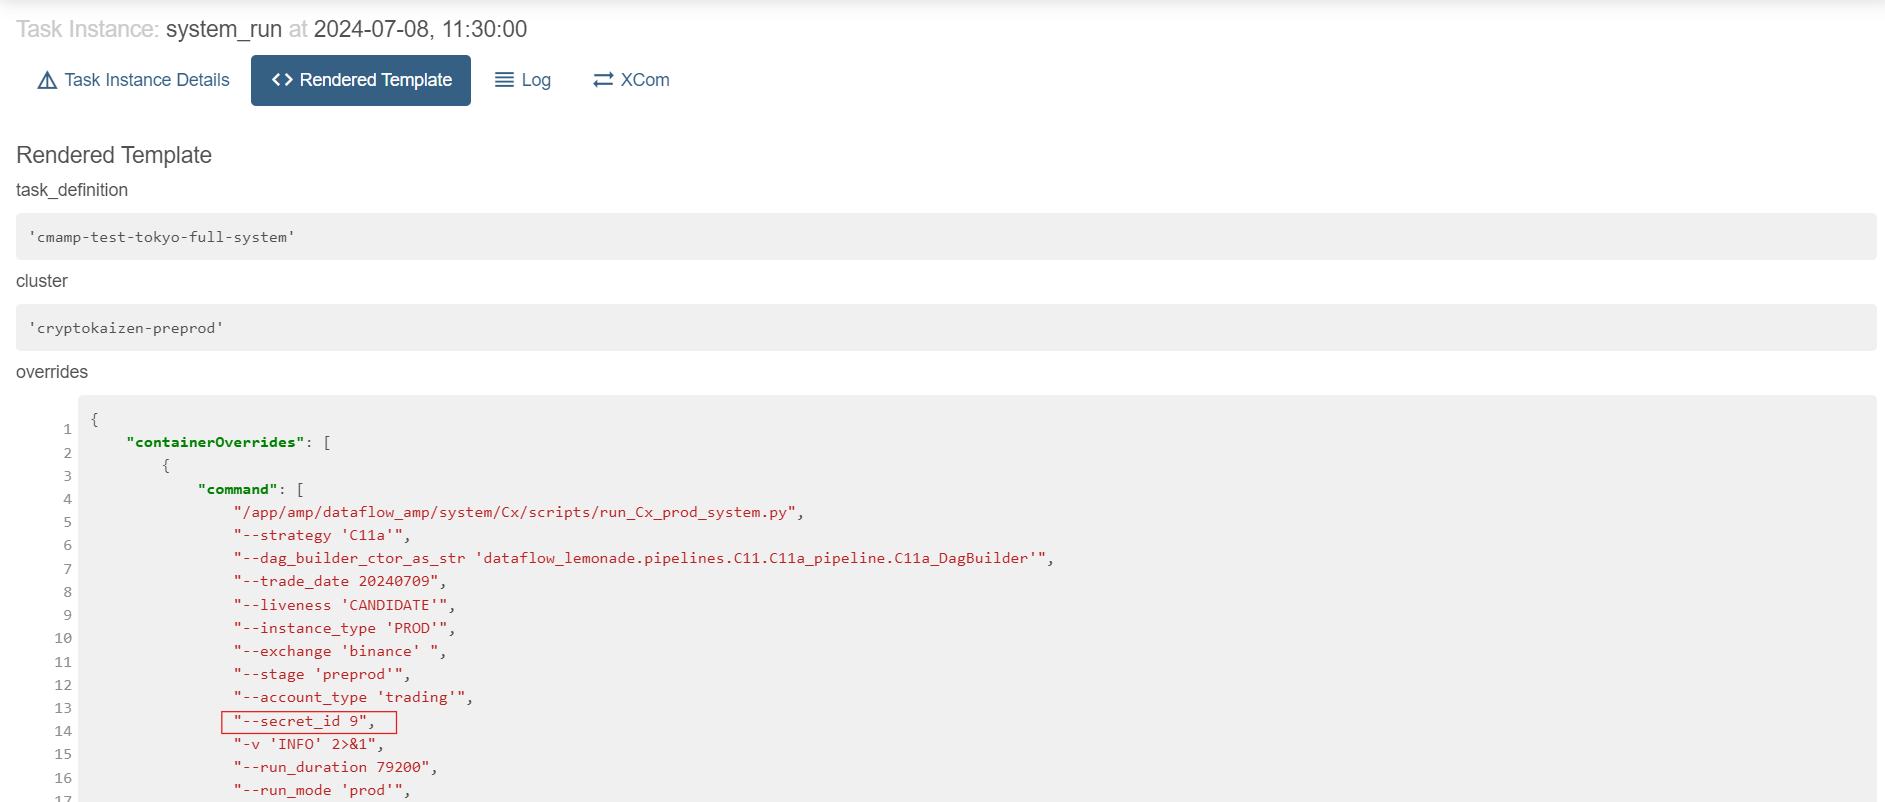 Task Instance: system_run at 2024-07-08, 11:30:00
Task Instance Details
<> Rendered Template
Log
XCom
Rendered Template
task_definition
'cmamp-test-tokyo-full-system'
cluster
'cryptokaizen-preprod'
overrides
1 {
2 "containerOverrides": [
3 {
4 "command": [
5 "/app/amp/dataflow_amp/system/Cx/scripts/run_Cx_prod_system.py",
6 "--strategy 'C11a'",
7 "--dag_builder_ctor_as_str 'dataflow_lemonade.pipelines.C11.C11a_pipeline.C11a_DagBuilder'",
8 "--trade_date 20240709",
9 "--liveness 'CANDIDATE'",
10 "--instance_type 'PROD'",
11 "--exchange 'binance' ",
12 "--stage 'preprod'",
13 "--account_type 'trading'",
14 "--secret_id 9",
15 "-v 'INFO' 2>&1",
16 "--run_duration 79200",
17 "--run_mode 'prod'",